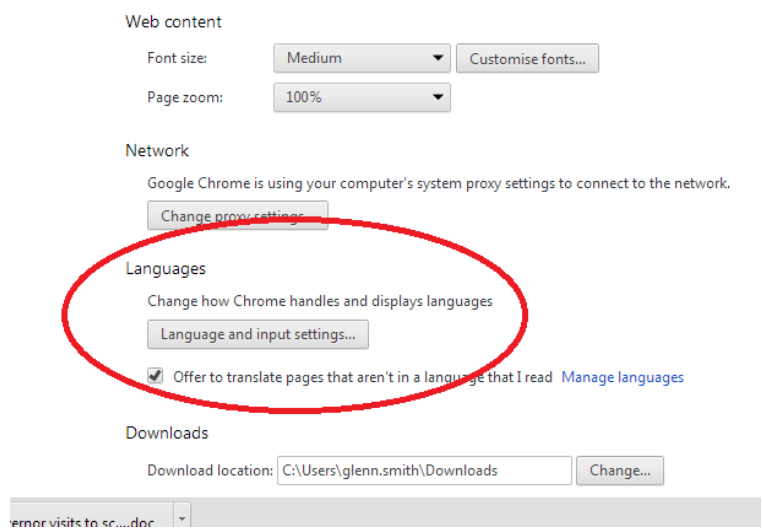 Web content
Font size: Medium Customise fonts...
Page zoom: 100%
Network
Google Chrome is using your computer's system proxy settings to connect to the network.
Change proxy settings...
Languages
Change how Chrome handles and displays languages
Language and input settings...
Offer to translate pages that aren't in a language that I read Manage languages
Downloads
Download location: C:\Users\glenn.smith\Downloads Change...
ernor visits to sc....doc